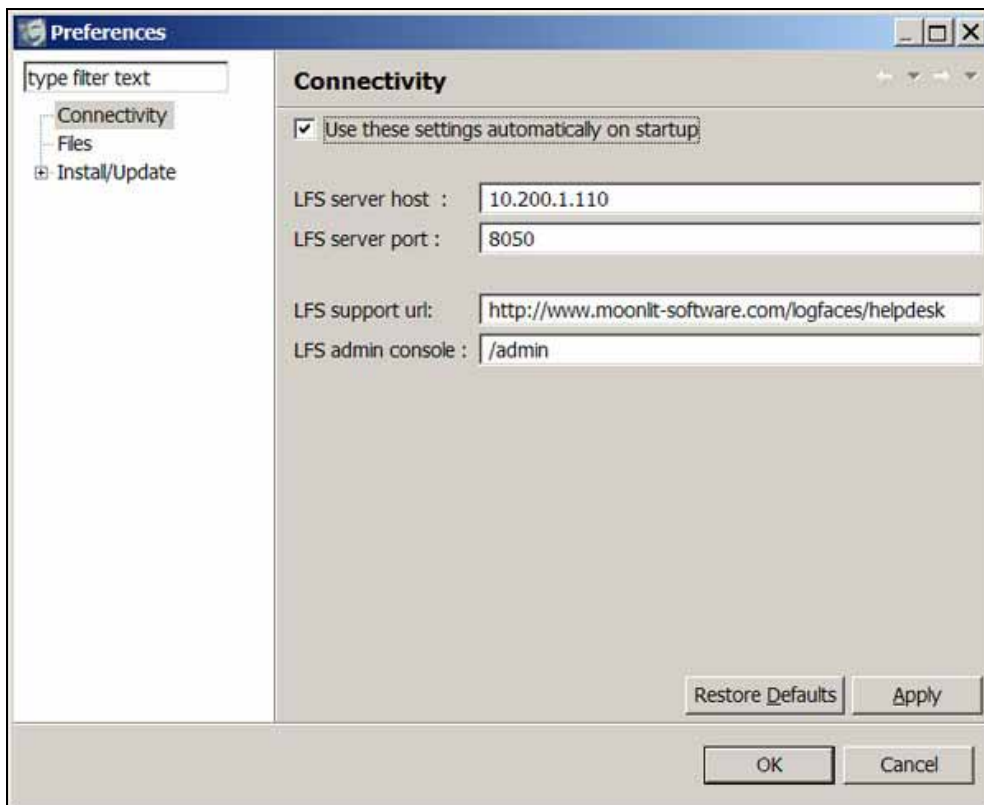 Preferences
type filter text
Connectivity
Files
Install/Update
Connectivity
Use these settings automatically on startup
LFS server host :
10.200.1.110
LFS server port :
8050
LFS support url:
http://www.moonlit-software.com/logfaces/helpdesk
LFS admin console :
/admin
Restore Defaults
Apply
OK
Cancel